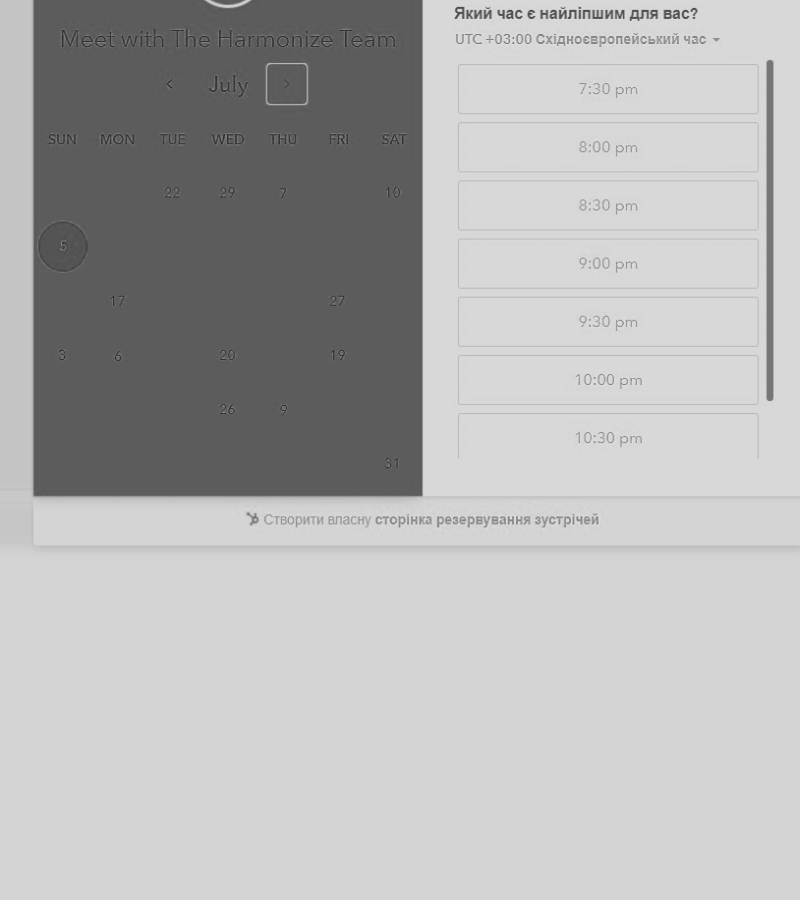 Meet with The Harmonize Team
July
SUN MON TUE WED THU FRI SAT
22 29 7 10
5
17 27
3 6 20 19
26 9
31
Який час є найліпшим для вас?
UTC +03:00 Східноєвропейський час
7:30 pm
8:00 pm
8:30 pm
9:00 pm
9:30 pm
10:00 pm
10:30 pm
Створити власну сторінка резервування зустрічей